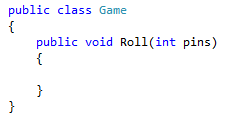 public class Game
{
    public void Roll(int pins)
    {
    }
}